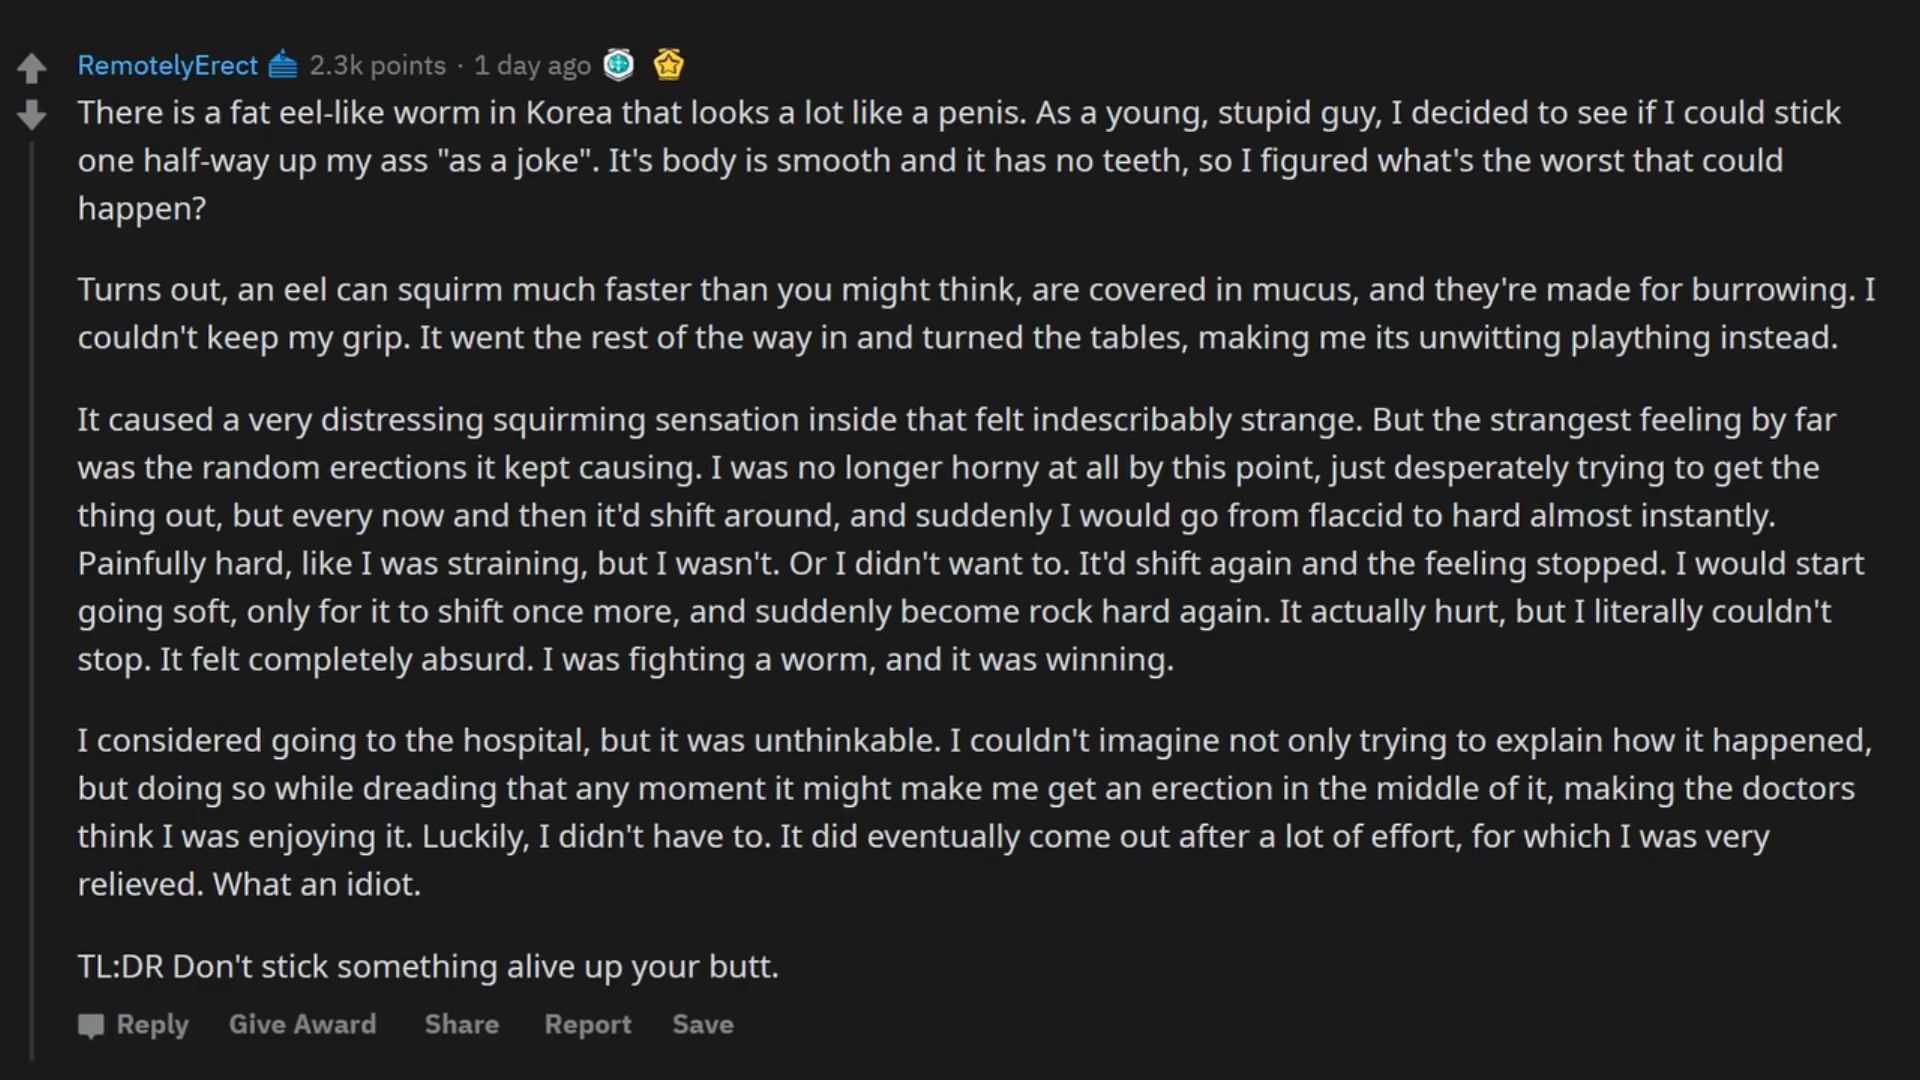 RemotelyErect 2.3k points · 1 day ago
There is a fat eel-like worm in Korea that looks a lot like a penis. As a young, stupid guy, I decided to see if I could stick
one half-way up my ass "as a joke". It's body is smooth and it has no teeth, so I figured what's the worst that could
happen?
Turns out, an eel can squirm much faster than you might think, are covered in mucus, and they're made for burrowing. I
couldn't keep my grip. It went the rest of the way in and turned the tables, making me its unwitting plaything instead.
It caused a very distressing squirming sensation inside that felt indescribably strange. But the strangest feeling by far
was the random erections it kept causing. I was no longer horny at all by this point, just desperately trying to get the
thing out, but every now and then it'd shift around, and suddenly I would go from flaccid to hard almost instantly.
Painfully hard, like I was straining, but I wasn't. Or I didn't want to. It'd shift again and the feeling stopped. I would start
going soft, only for it to shift once more, and suddenly become rock hard again. It actually hurt, but I literally couldn't
stop. It felt completely absurd. I was fighting a worm, and it was winning.
I considered going to the hospital, but it was unthinkable. I couldn't imagine not only trying to explain how it happened,
but doing so while dreading that any moment it might make me get an erection in the middle of it, making the doctors
think I was enjoying it. Luckily, I didn't have to. It did eventually come out after a lot of effort, for which I was very
relieved. What an idiot.
TL:DR Don't stick something alive up your butt.
Reply Give Award Share Report Save